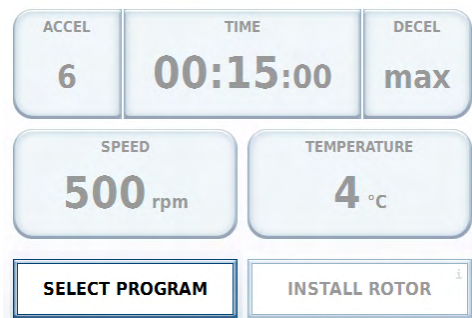 ACCEL TIME DECEL
6 00:15:00 max
SPEED TEMPERATURE
500 rpm 4 °C
SELECT PROGRAM INSTALL ROTOR i